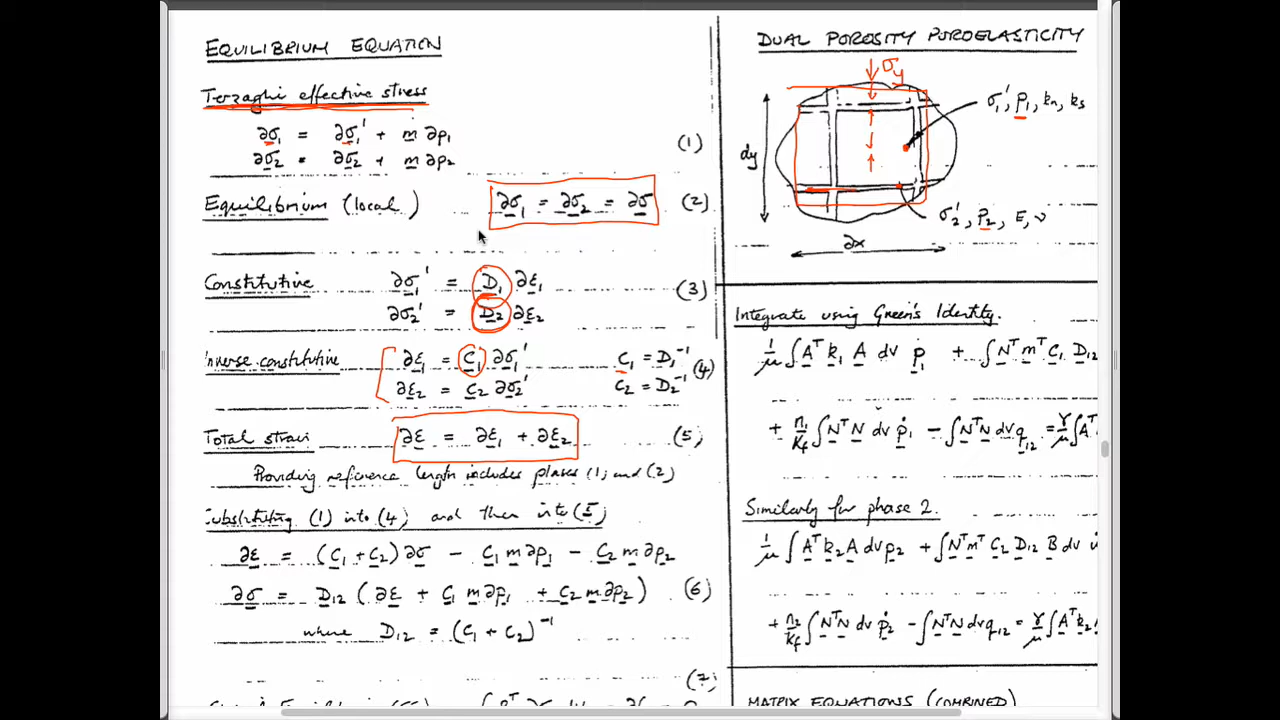 EQUILIBRIUM EQUATION
Terzaghi effective stress
∂σ₁ = ∂σ₁' + m ∂p₁
∂σ₂ = ∂σ₂ + m ∂p₂ (1)
Equilibrium (local) ∂σ₁ = ∂σ₂ = ∂σ (2)
Constitutive ∂σ₁' = D₁ ∂ε₁
∂σ₂' = D₂ ∂ε₂ (3)
Inverse constitutive ∂ε₁ = C₁ ∂σ₁' C₁ = D₁⁻¹
∂ε₂ = C₂ ∂σ₂' C₂ = D₂⁻¹ (4)
Total strain ∂ε = ∂ε₁ + ∂ε₂ (5)
Providing reference length includes phases (1) and (2)
Substituting (1) into (4) and then into (5)
∂ε = (C₁ + C₂) ∂σ - C₁ m ∂p₁ - C₂ m ∂p₂
∂σ = D₁₂ (∂ε + C₁ m ∂p₁ + C₂ m ∂p₂) (6)
where D₁₂ = (C₁ + C₂)⁻¹
(7)
DUAL POROSITY POROELASTICITY
σy
σ₁', p₁, kn, ks
dy
σ₂', p₂, E, ν
∂x
Integrate using Green's Identity.
1/μ ∫ Aᵀ k₁ A dv p₁ + ∫ Nᵀ mᵀ C₁ D₁₂
+ n₁/Kf ∫ NᵀN dv ṗ₁ - ∫ NᵀN dv q₁₂ = γ/μ ∫ Aᵀ
Similarly for phase 2.
1/μ ∫ Aᵀ k₂ A dv p₂ + ∫ Nᵀ mᵀ C₂ D₁₂ B dv u̇
+ n₂/Kf ∫ NᵀN dv ṗ₂ - ∫ NᵀN dv q₁₂ = γ/μ ∫ Aᵀ k₂
MATRIX EQUATIONS (COMBINED)